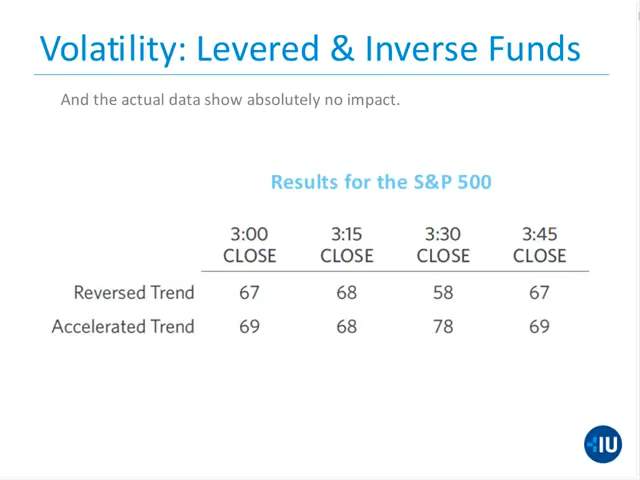 Volatility: Levered & Inverse Funds
And the actual data show absolutely no impact.
Results for the S&P 500
3:00 3:15 3:30 3:45
CLOSE CLOSE CLOSE CLOSE
Reversed Trend 67 68 58 67
Accelerated Trend 69 68 78 69
IU